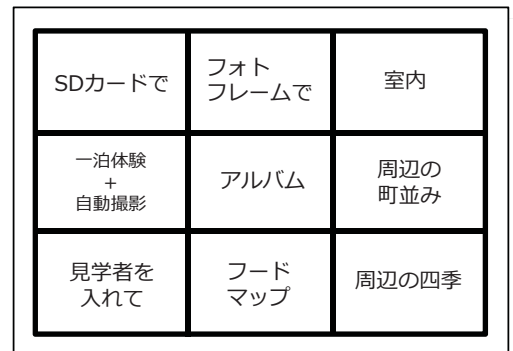 SDカードで
フォト
フレームで
室内
一泊体験
+
自動撮影
アルバム
周辺の
町並み
見学者を
入れて
フード
マップ
周辺の四季